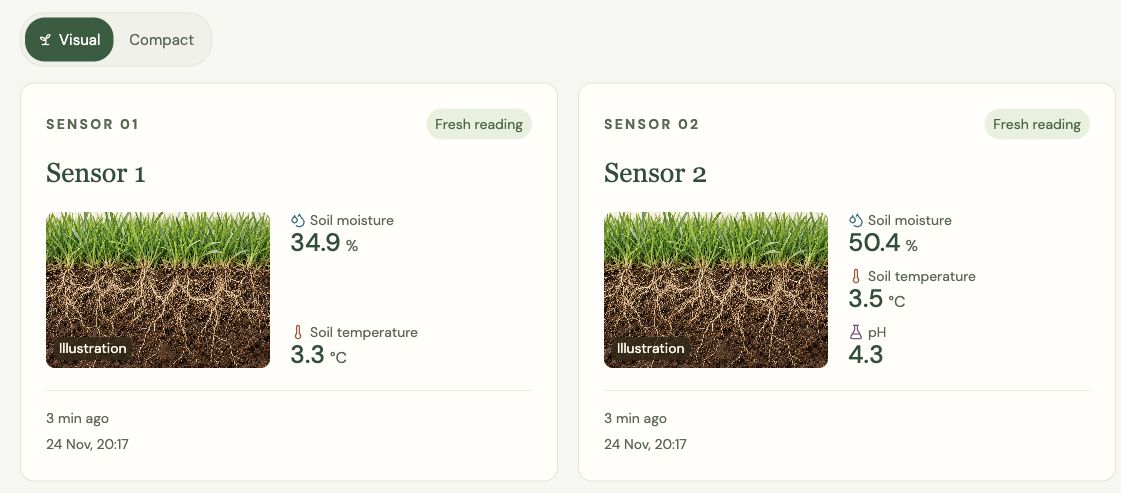 Visual Compact
SENSOR 01 Fresh reading
Sensor 1
Soil moisture
34.9 %
Soil temperature
3.3 °C
Illustration
3 min ago
24 Nov, 20:17
SENSOR 02 Fresh reading
Sensor 2
Soil moisture
50.4 %
Soil temperature
3.5 °C
pH
4.3
Illustration
3 min ago
24 Nov, 20:17